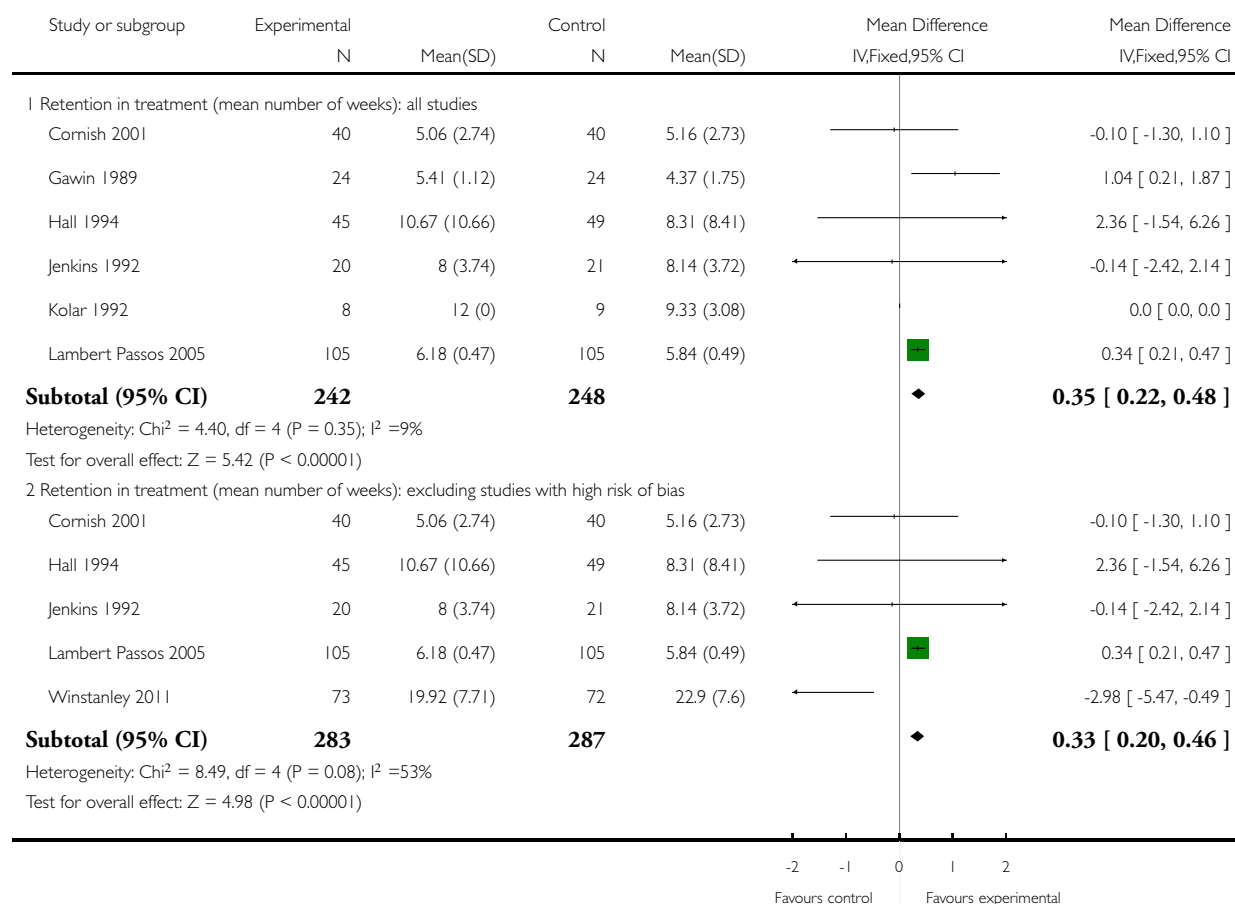 Study or subgroup Experimental Control Mean Difference Mean Difference
N Mean(SD) N Mean(SD) IV,Fixed,95% CI IV,Fixed,95% CI
1 Retention in treatment (mean number of weeks): all studies
Cornish 2001 40 5.06 (2.74) 40 5.16 (2.73) -0.10 [ -1.30, 1.10 ]
Gawin 1989 24 5.41 (1.12) 24 4.37 (1.75) 1.04 [ 0.21, 1.87 ]
Hall 1994 45 10.67 (10.66) 49 8.31 (8.41) 2.36 [ -1.54, 6.26 ]
Jenkins 1992 20 8 (3.74) 21 8.14 (3.72) -0.14 [ -2.42, 2.14 ]
Kolar 1992 8 12 (0) 9 9.33 (3.08) 0.0 [ 0.0, 0.0 ]
Lambert Passos 2005 105 6.18 (0.47) 105 5.84 (0.49) 0.34 [ 0.21, 0.47 ]
Subtotal (95% CI) 242 248 0.35 [ 0.22, 0.48 ]
Heterogeneity: Chi² = 4.40, df = 4 (P = 0.35); I² =9%
Test for overall effect: Z = 5.42 (P < 0.00001)
2 Retention in treatment (mean number of weeks): excluding studies with high risk of bias
Cornish 2001 40 5.06 (2.74) 40 5.16 (2.73) -0.10 [ -1.30, 1.10 ]
Hall 1994 45 10.67 (10.66) 49 8.31 (8.41) 2.36 [ -1.54, 6.26 ]
Jenkins 1992 20 8 (3.74) 21 8.14 (3.72) -0.14 [ -2.42, 2.14 ]
Lambert Passos 2005 105 6.18 (0.47) 105 5.84 (0.49) 0.34 [ 0.21, 0.47 ]
Winstanley 2011 73 19.92 (7.71) 72 22.9 (7.6) -2.98 [ -5.47, -0.49 ]
Subtotal (95% CI) 283 287 0.33 [ 0.20, 0.46 ]
Heterogeneity: Chi² = 8.49, df = 4 (P = 0.08); I² =53%
Test for overall effect: Z = 4.98 (P < 0.00001)
-2 -1 0 1 2
Favours control Favours experimental